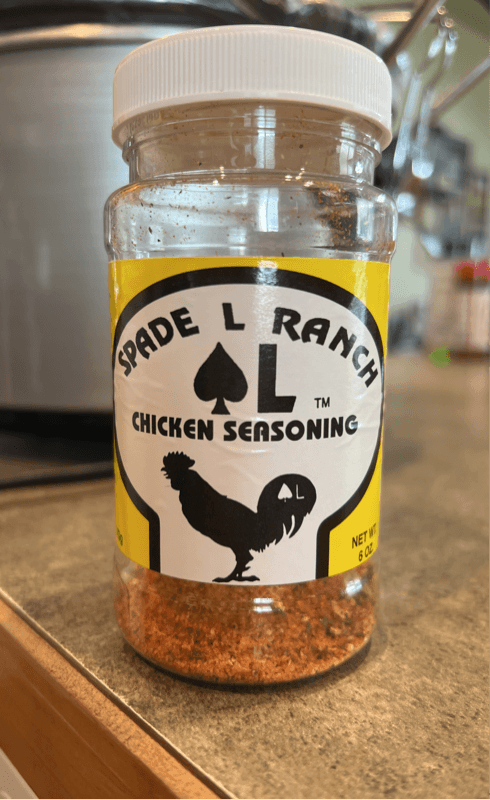 SPADE L RANCH
♠L ™
CHICKEN SEASONING
♠L
NET WT
6 OZ.